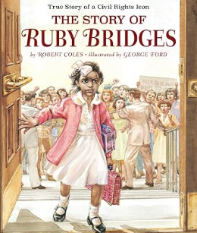 True Story of a Civil Rights Icon
THE STORY OF
RUBY BRIDGES
by ROBERT COLES • illustrated by GEORGE FORD